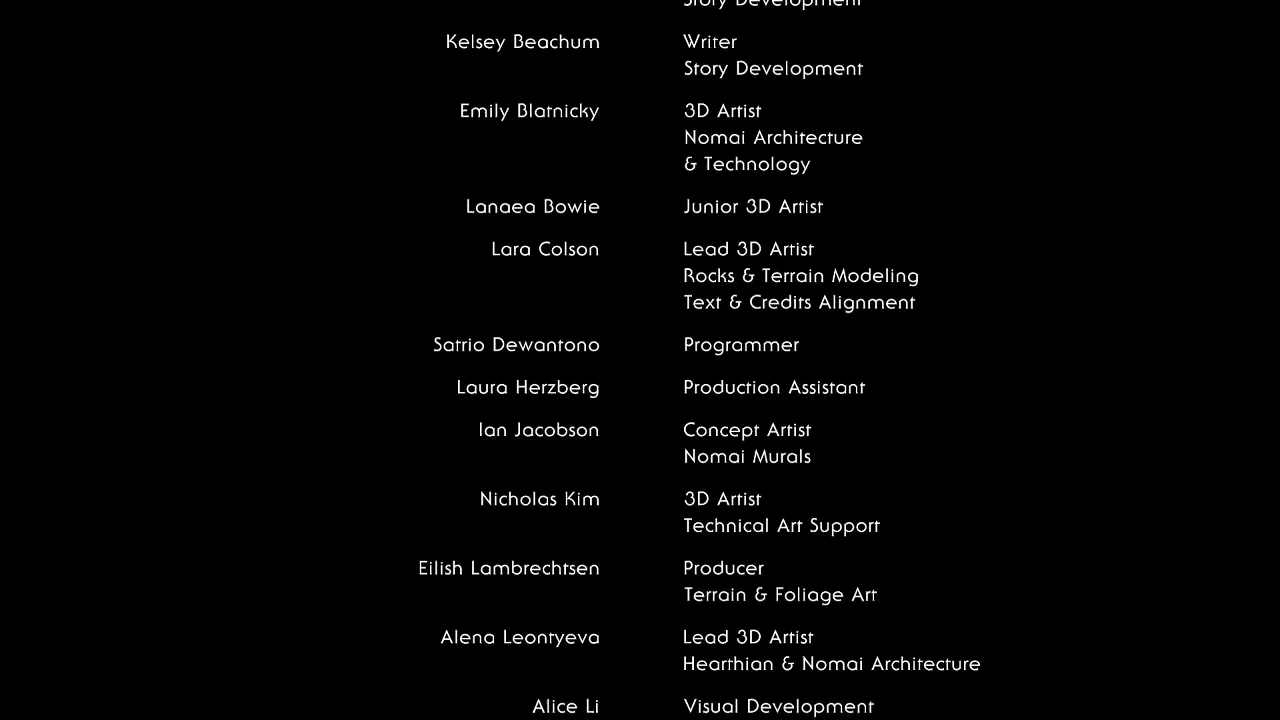 Story Development
Kelsey Beachum Writer
Story Development
Emily Blatnicky 3D Artist
Nomai Architecture
& Technology
Lanaea Bowie Junior 3D Artist
Lara Colson Lead 3D Artist
Rocks & Terrain Modeling
Text & Credits Alignment
Satrio Dewantono Programmer
Laura Herzberg Production Assistant
Ian Jacobson Concept Artist
Nomai Murals
Nicholas Kim 3D Artist
Technical Art Support
Eilish Lambrechtsen Producer
Terrain & Foliage Art
Alena Leontyeva Lead 3D Artist
Hearthian & Nomai Architecture
Alice Li Visual Development